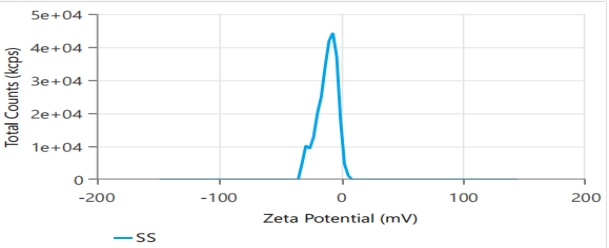 Total Counts (kcps)
5e+04
4e+04
3e+04
2e+04
1e+04
0
-200 -100 0 100 200
Zeta Potential (mV)
SS